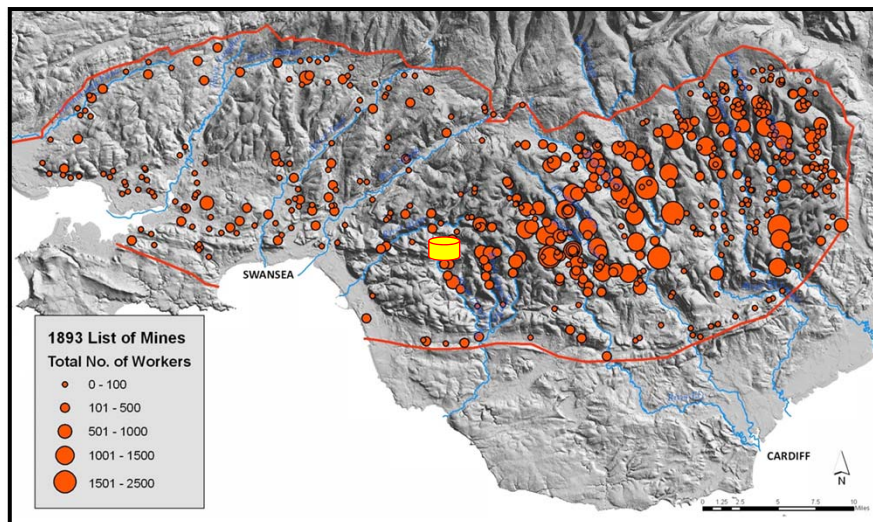 SWANSEA
CARDIFF
1893 List of Mines
Total No. of Workers
0 - 100
101 - 500
501 - 1000
1001 - 1500
1501 - 2500
N
0 1.25 2.5 5 7.5 10
Miles